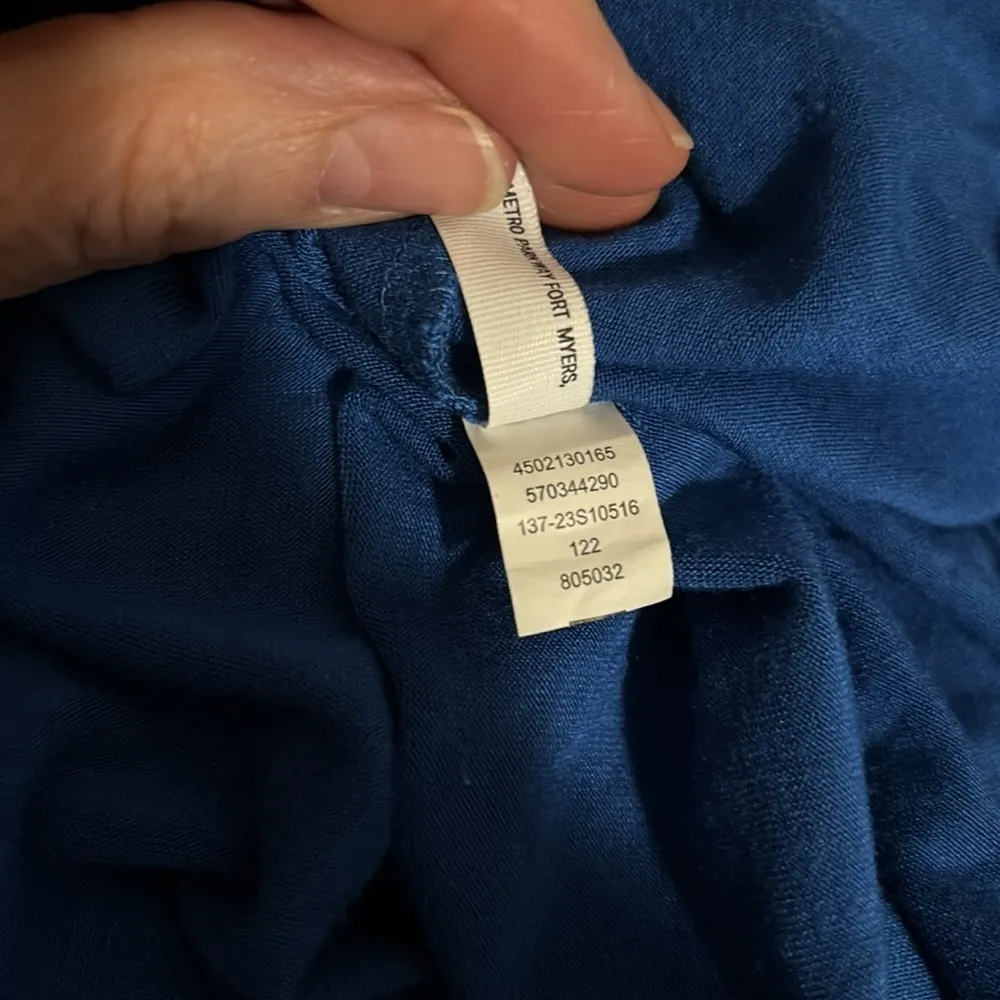 METRO PARKWAY FORT MYERS,
4502130165
570344290
137-23S10516
122
805032